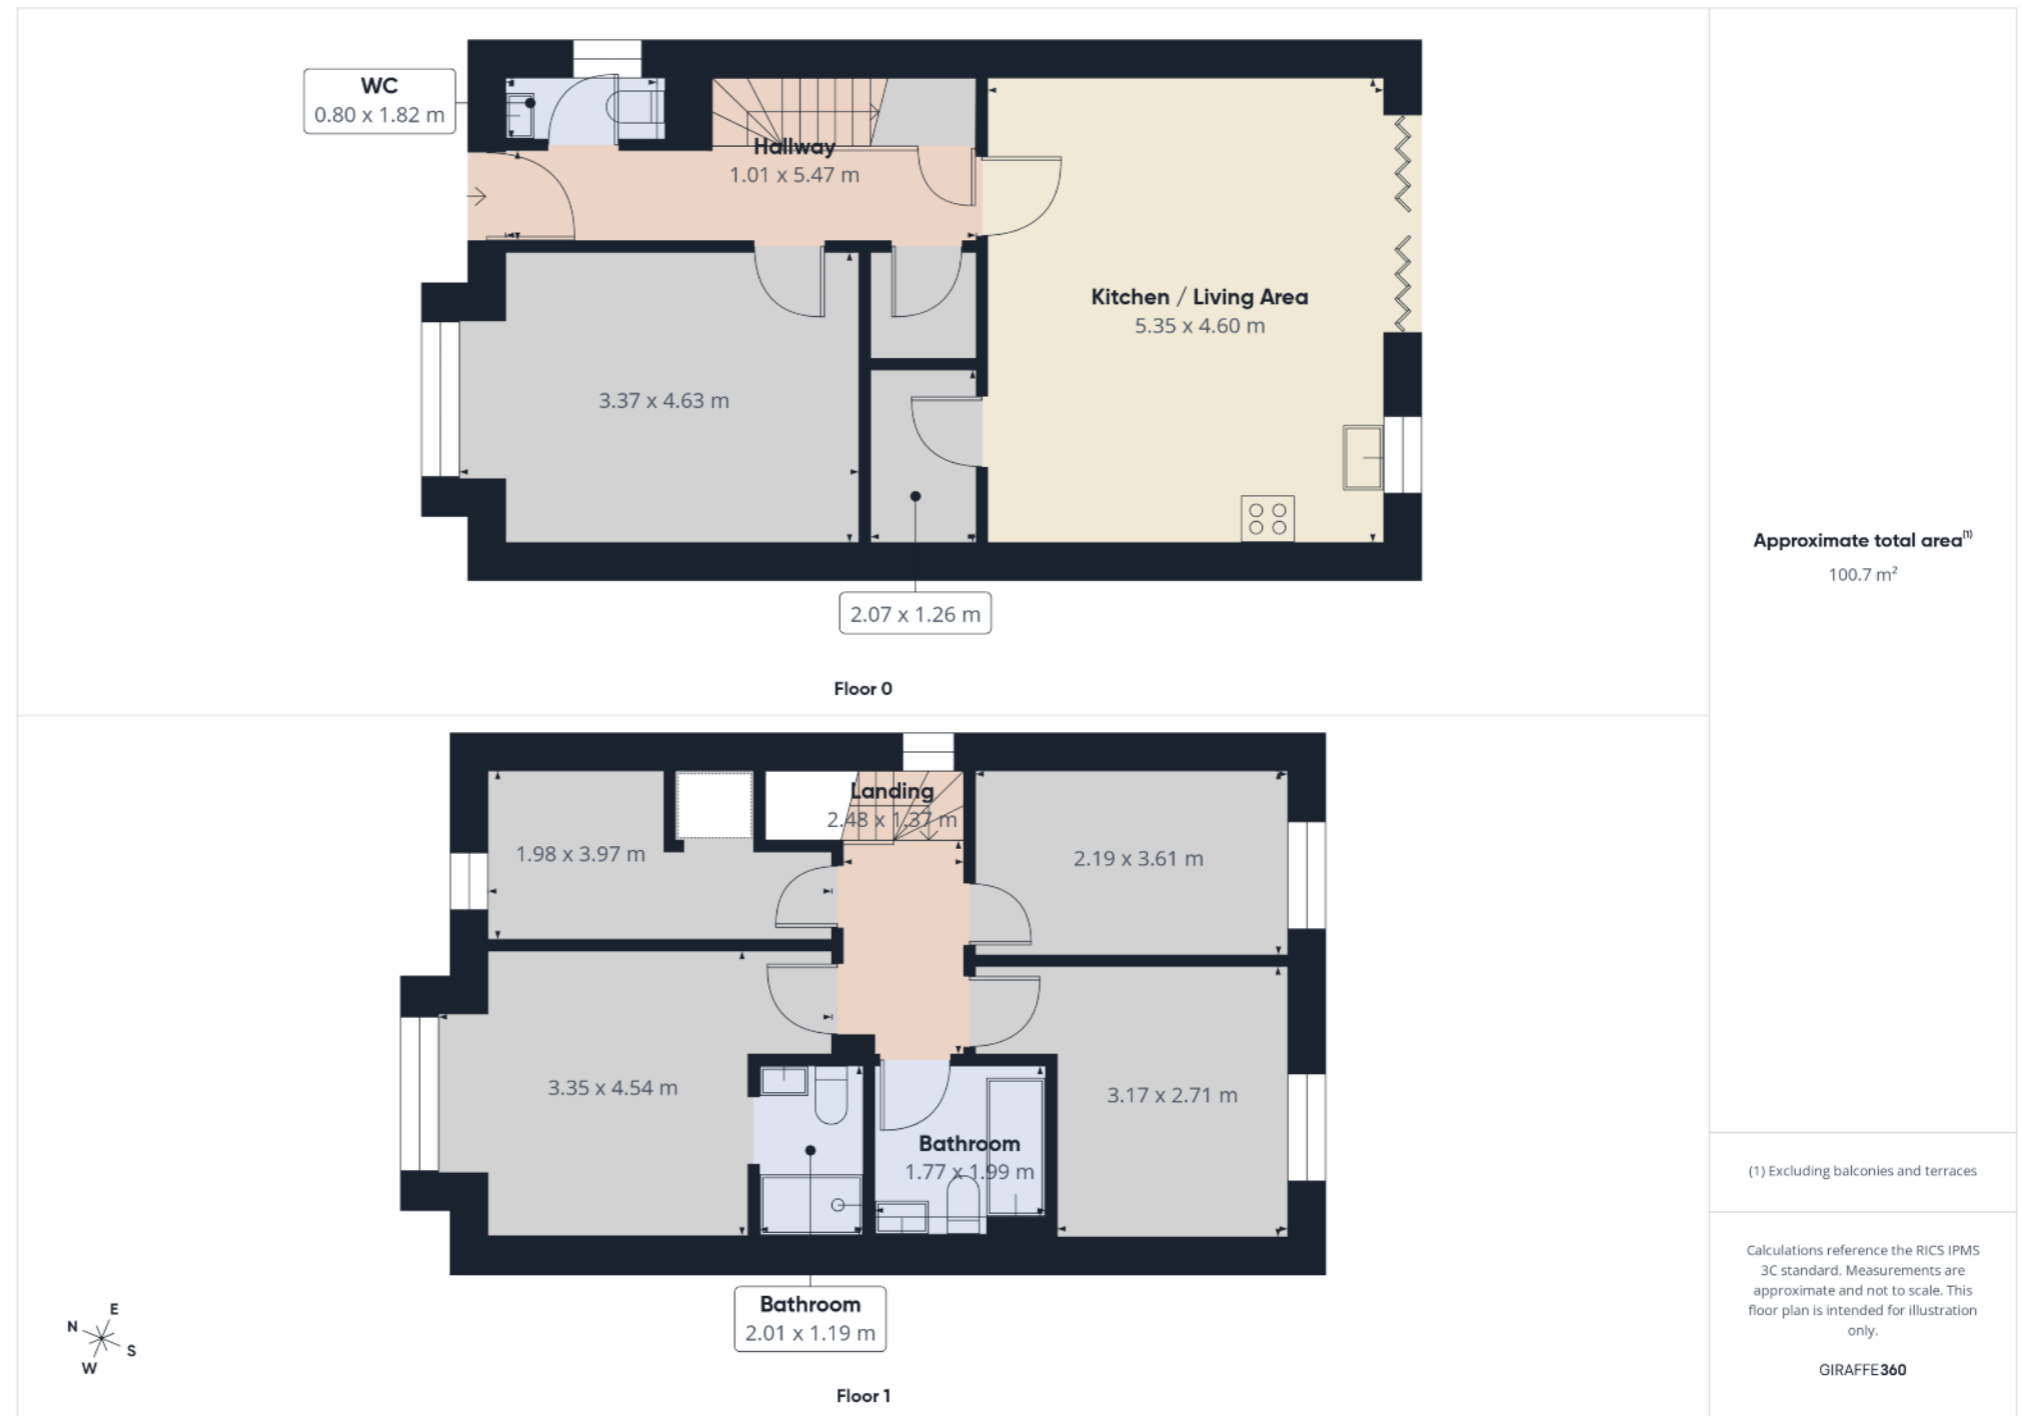 WC
0.80 x 1.82 m
Hallway
1.01 x 5.47 m
Kitchen / Living Area
5.35 x 4.60 m
3.37 x 4.63 m
2.07 x 1.26 m
Floor 0
Approximate total area(1)
100.7 m²
Landing
2.48 x 1.37 m
1.98 x 3.97 m
2.19 x 3.61 m
3.35 x 4.54 m
3.17 x 2.71 m
Bathroom
1.77 x 1.99 m
Bathroom
2.01 x 1.19 m
Floor 1
N
E
S
W
(1) Excluding balconies and terraces
Calculations reference the RICS IPMS
3C standard. Measurements are
approximate and not to scale. This
floor plan is intended for illustration
only.
GIRAFFE360